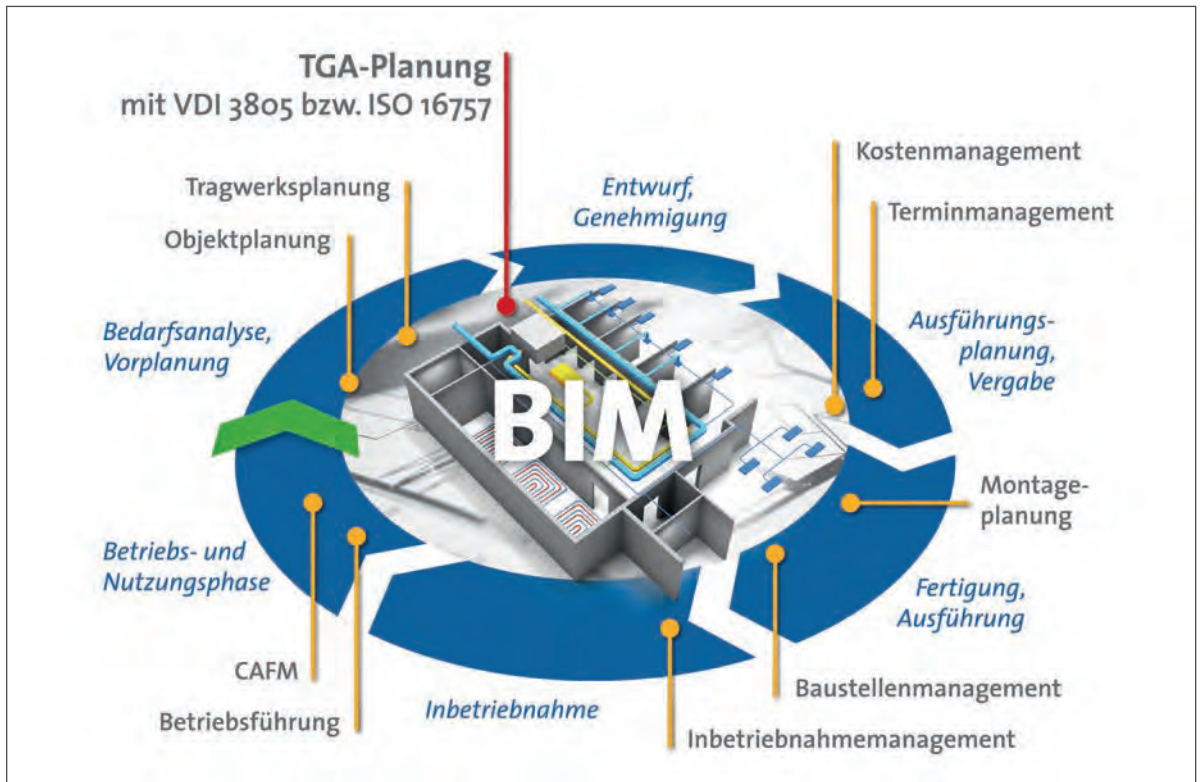 TGA-Planung
mit VDI 3805 bzw. ISO 16757
Tragwerksplanung
Objektplanung
Entwurf,
Genehmigung
Kostenmanagement
Terminmanagement
Bedarfsanalyse,
Vorplanung
Ausführungs-
planung,
Vergabe
BIM
Montage-
planung
Betriebs- und
Nutzungsphase
Fertigung,
Ausführung
CAFM
Betriebsführung
Inbetriebnahme
Baustellenmanagement
Inbetriebnahmemanagement